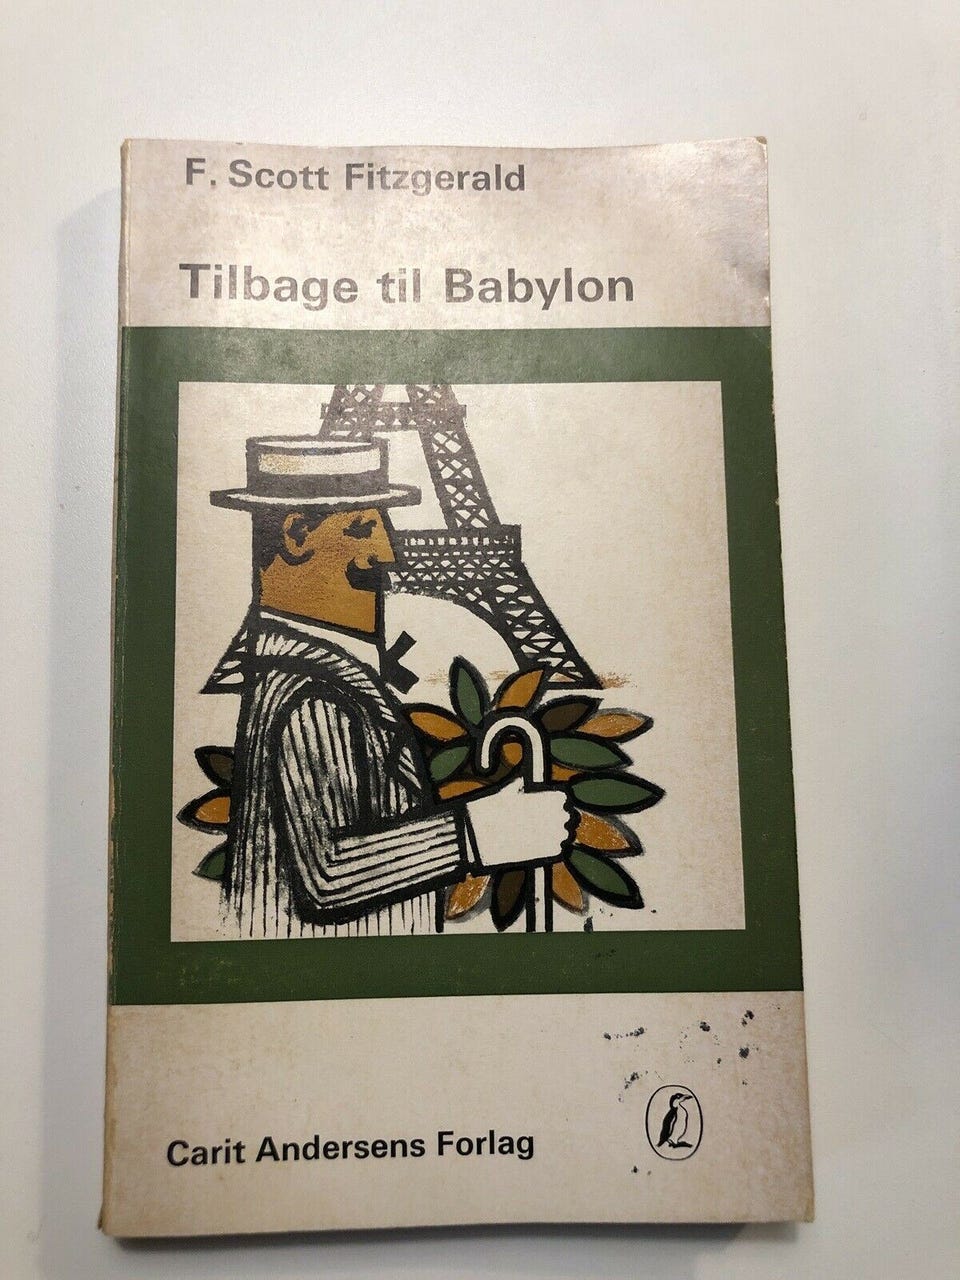 F. Scott Fitzgerald
Tilbage til Babylon
Carit Andersens Forlag